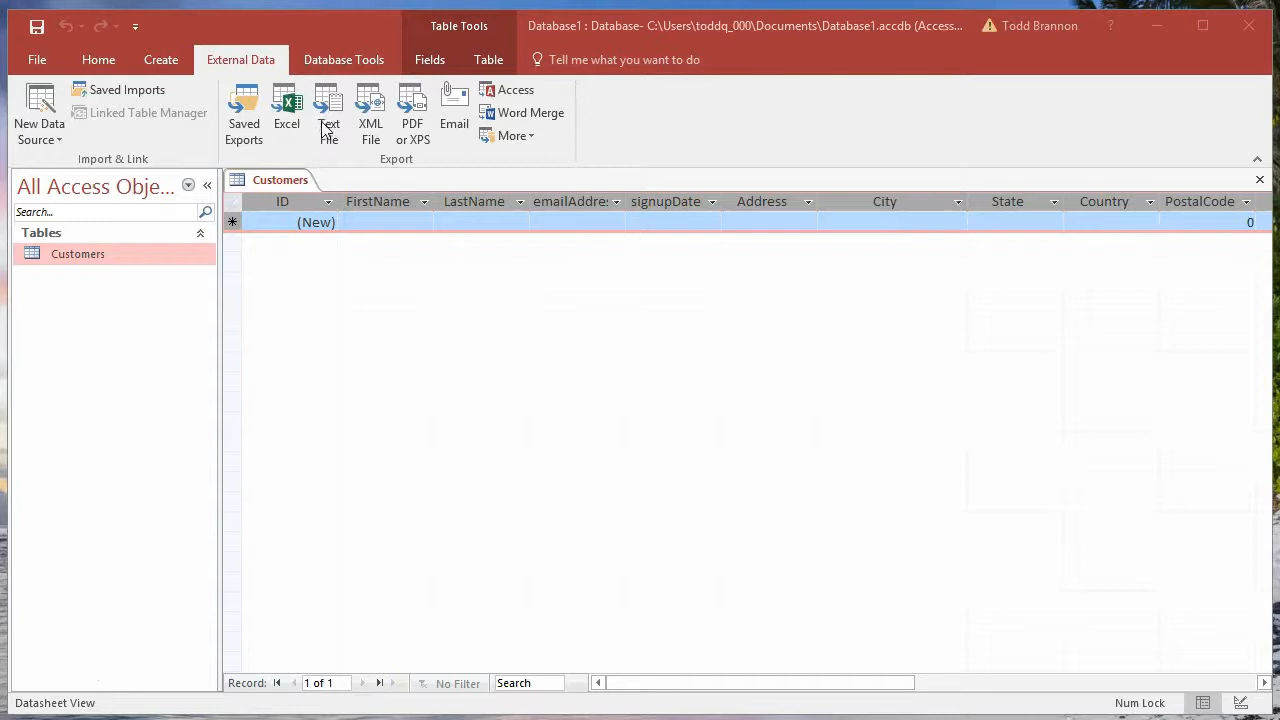 Table Tools
Database1 : Database- C:\Users\toddq_000\Documents\Database1.accdb (Access...
Todd Brannon
?
File
Home
Create
External Data
Database Tools
Fields
Table
Tell me what you want to do
New Data
Source
Saved Imports
Linked Table Manager
Import & Link
Saved
Exports
Excel
Text
File
XML
File
PDF
or XPS
Email
Access
Word Merge
More
Export
All Access Obje...
Search...
Tables
Customers
Customers
ID
FirstName
LastName
emailAddres
signupDate
Address
City
State
Country
PostalCode
(New)
0
Record:
1 of 1
No Filter
Search
Datasheet View
Num Lock